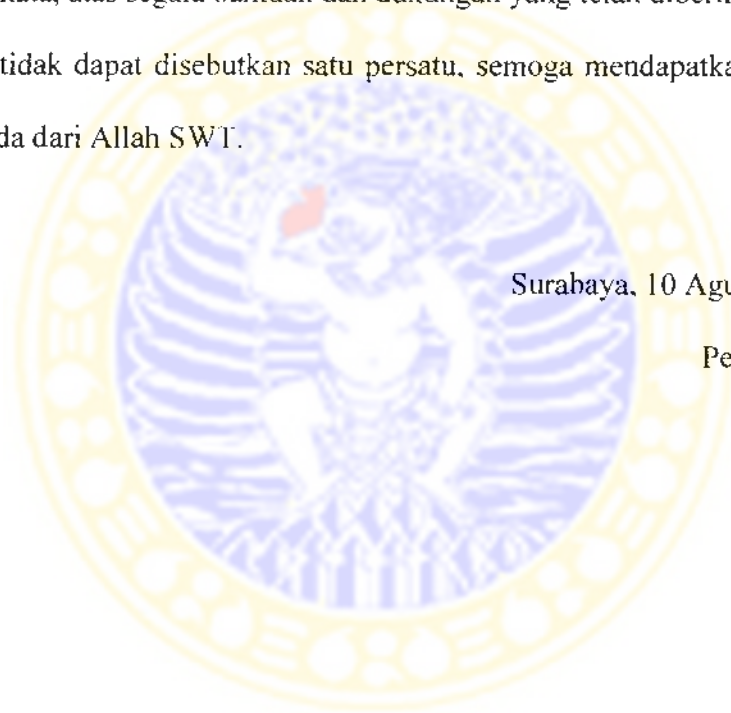 tidak dapat disebutkan satu persatu, semoga mendapatka
da dari Allah SWT.
Surabaya, 10 Agu
Pe